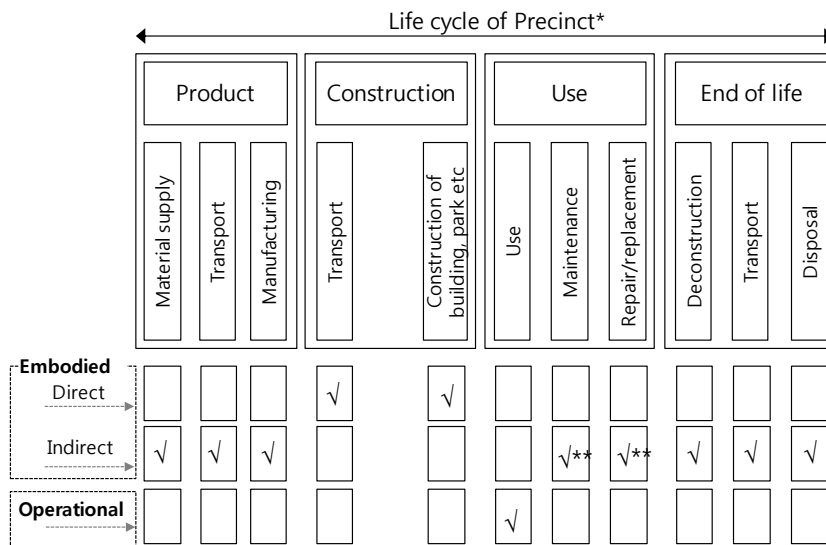 Life cycle of Precinct*
Product
Construction
Use
End of life
Material supply
Transport
Manufacturing
Transport
Construction of
building, park etc
Use
Maintenance
Repair/replacement
Deconstruction
Transport
Disposal
Embodied
Direct
√
√
Indirect
√
√
√
√**
√**
√
√
√
Operational
√